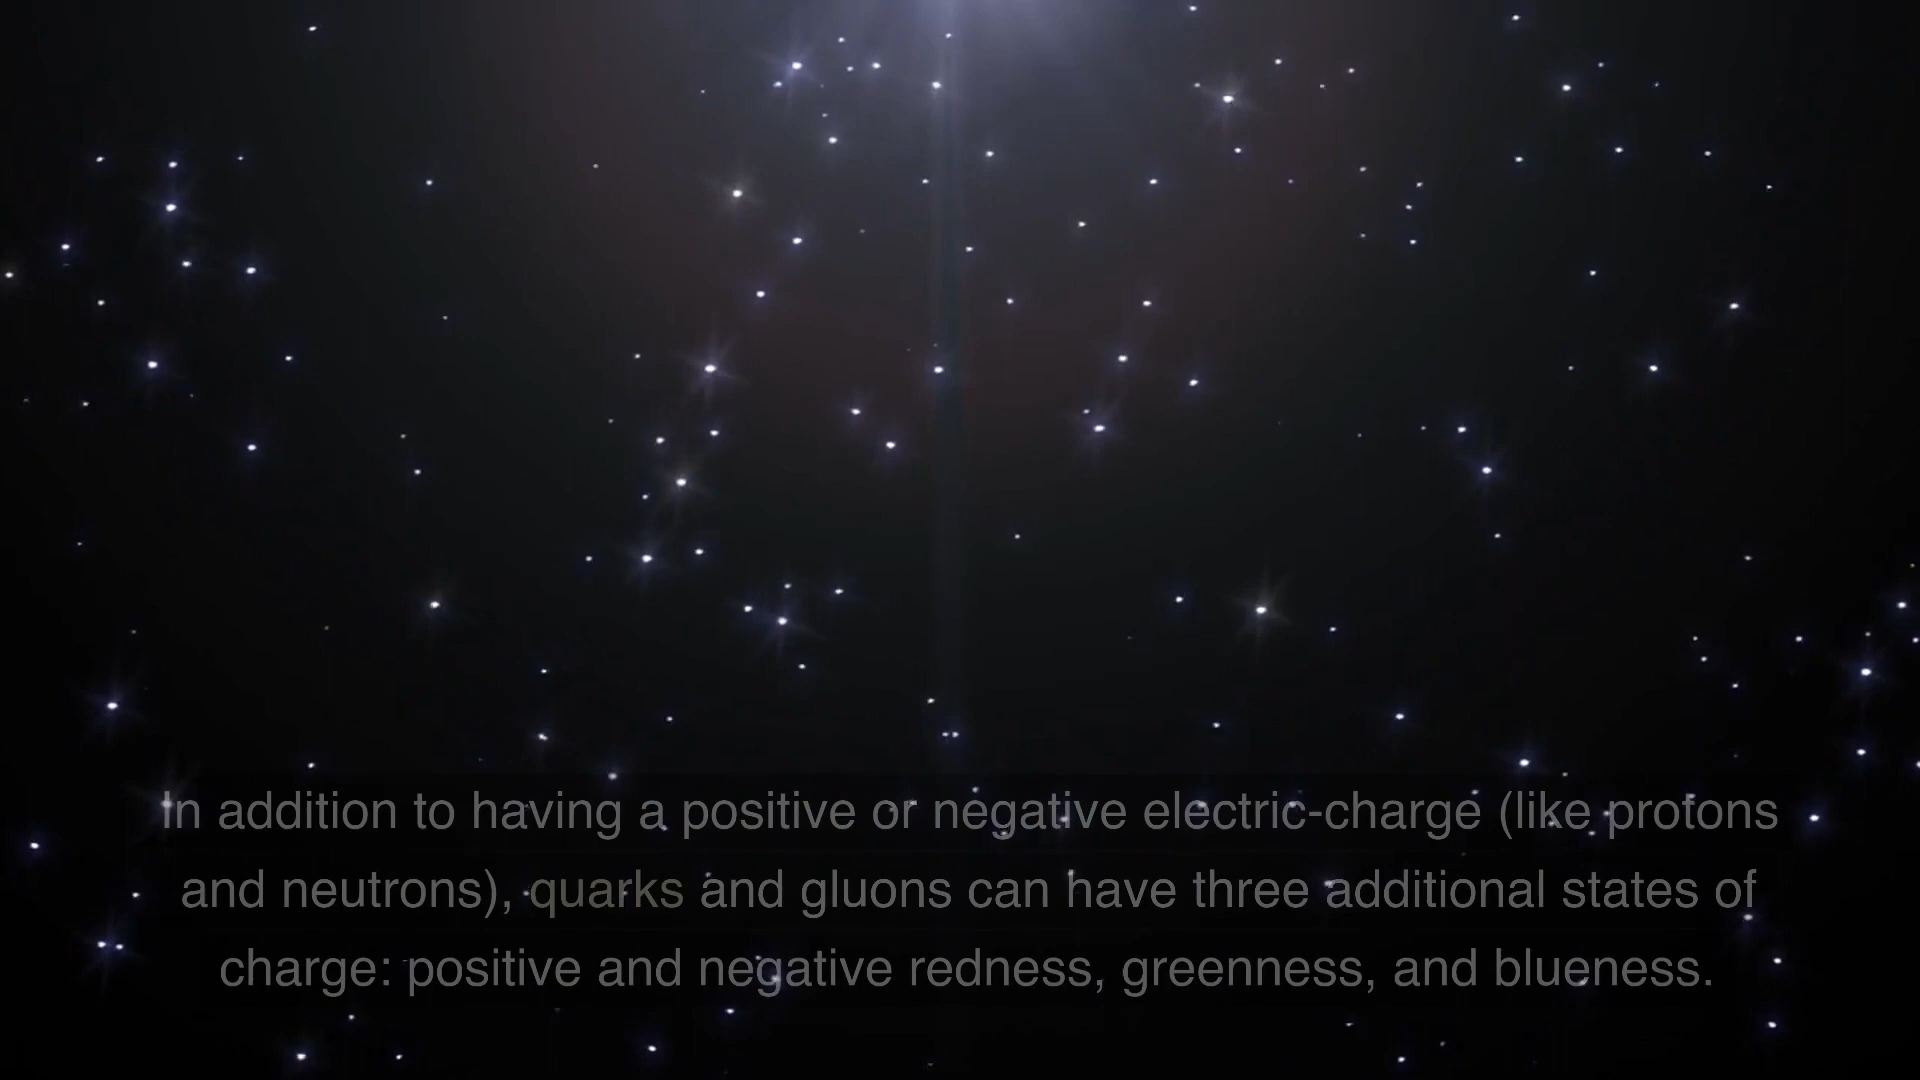 In addition to having a positive or negative electric-charge (like protons
and neutrons), quarks and gluons can have three additional states of
charge: positive and negative redness, greenness, and blueness.